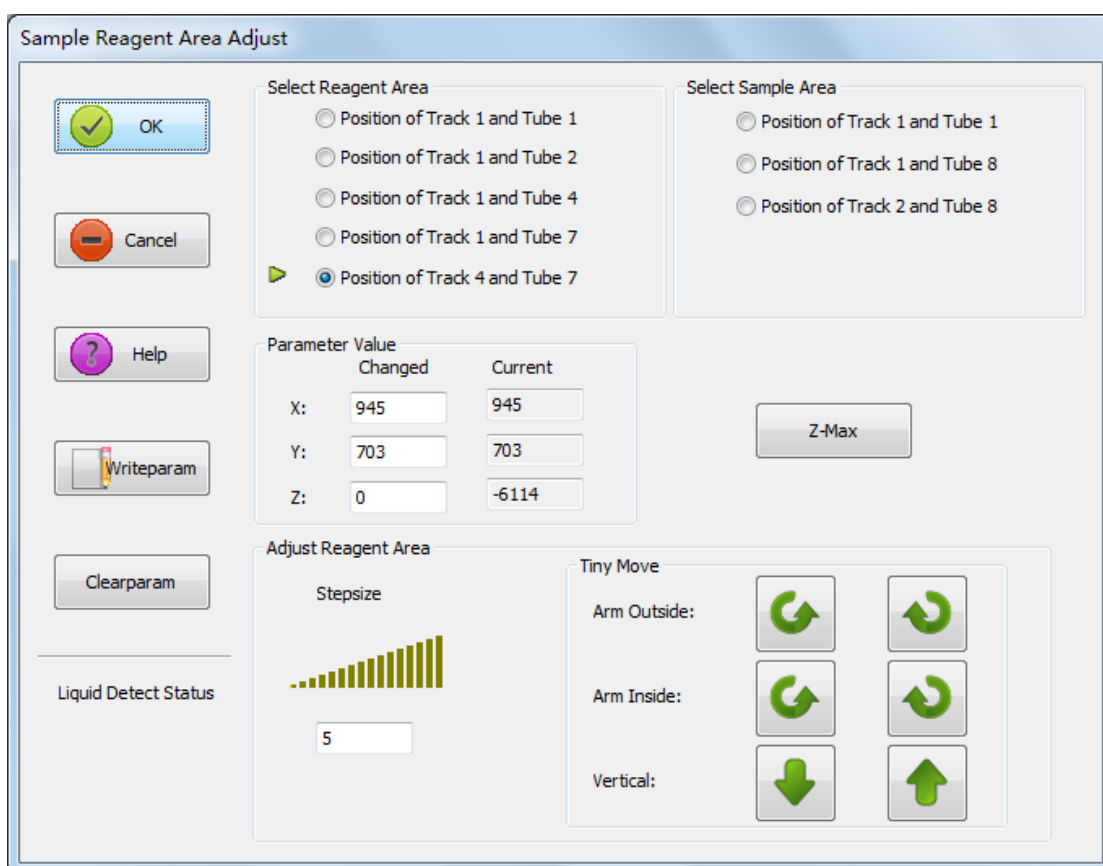 Sample Reagent Area Adjust
OK
Cancel
Help
Writeparam
Clearparam
Liquid Detect Status
Select Reagent Area
Position of Track 1 and Tube 1
Position of Track 1 and Tube 2
Position of Track 1 and Tube 4
Position of Track 1 and Tube 7
Position of Track 4 and Tube 7
Select Sample Area
Position of Track 1 and Tube 1
Position of Track 1 and Tube 8
Position of Track 2 and Tube 8
Parameter Value
Changed Current
X: 945 945
Y: 703 703
Z: 0 -6114
Z-Max
Adjust Reagent Area
Stepsize
5
Tiny Move
Arm Outside:
Arm Inside:
Vertical: